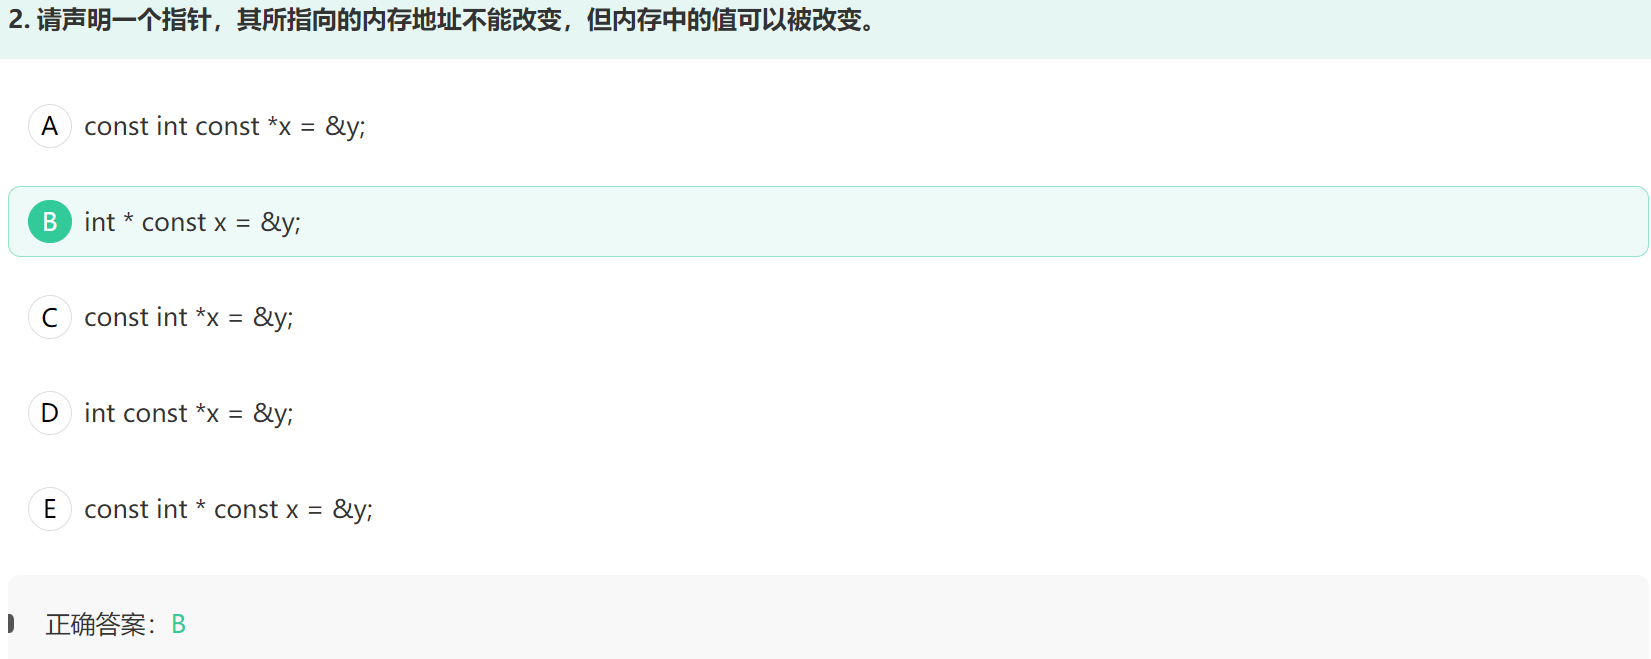 2. 请声明一个指针，其所指向的内存地址不能改变，但内存中的值可以被改变。
A const int const *x = &y;
B int * const x = &y;
C const int *x = &y;
D int const *x = &y;
E const int * const x = &y;
正确答案： B